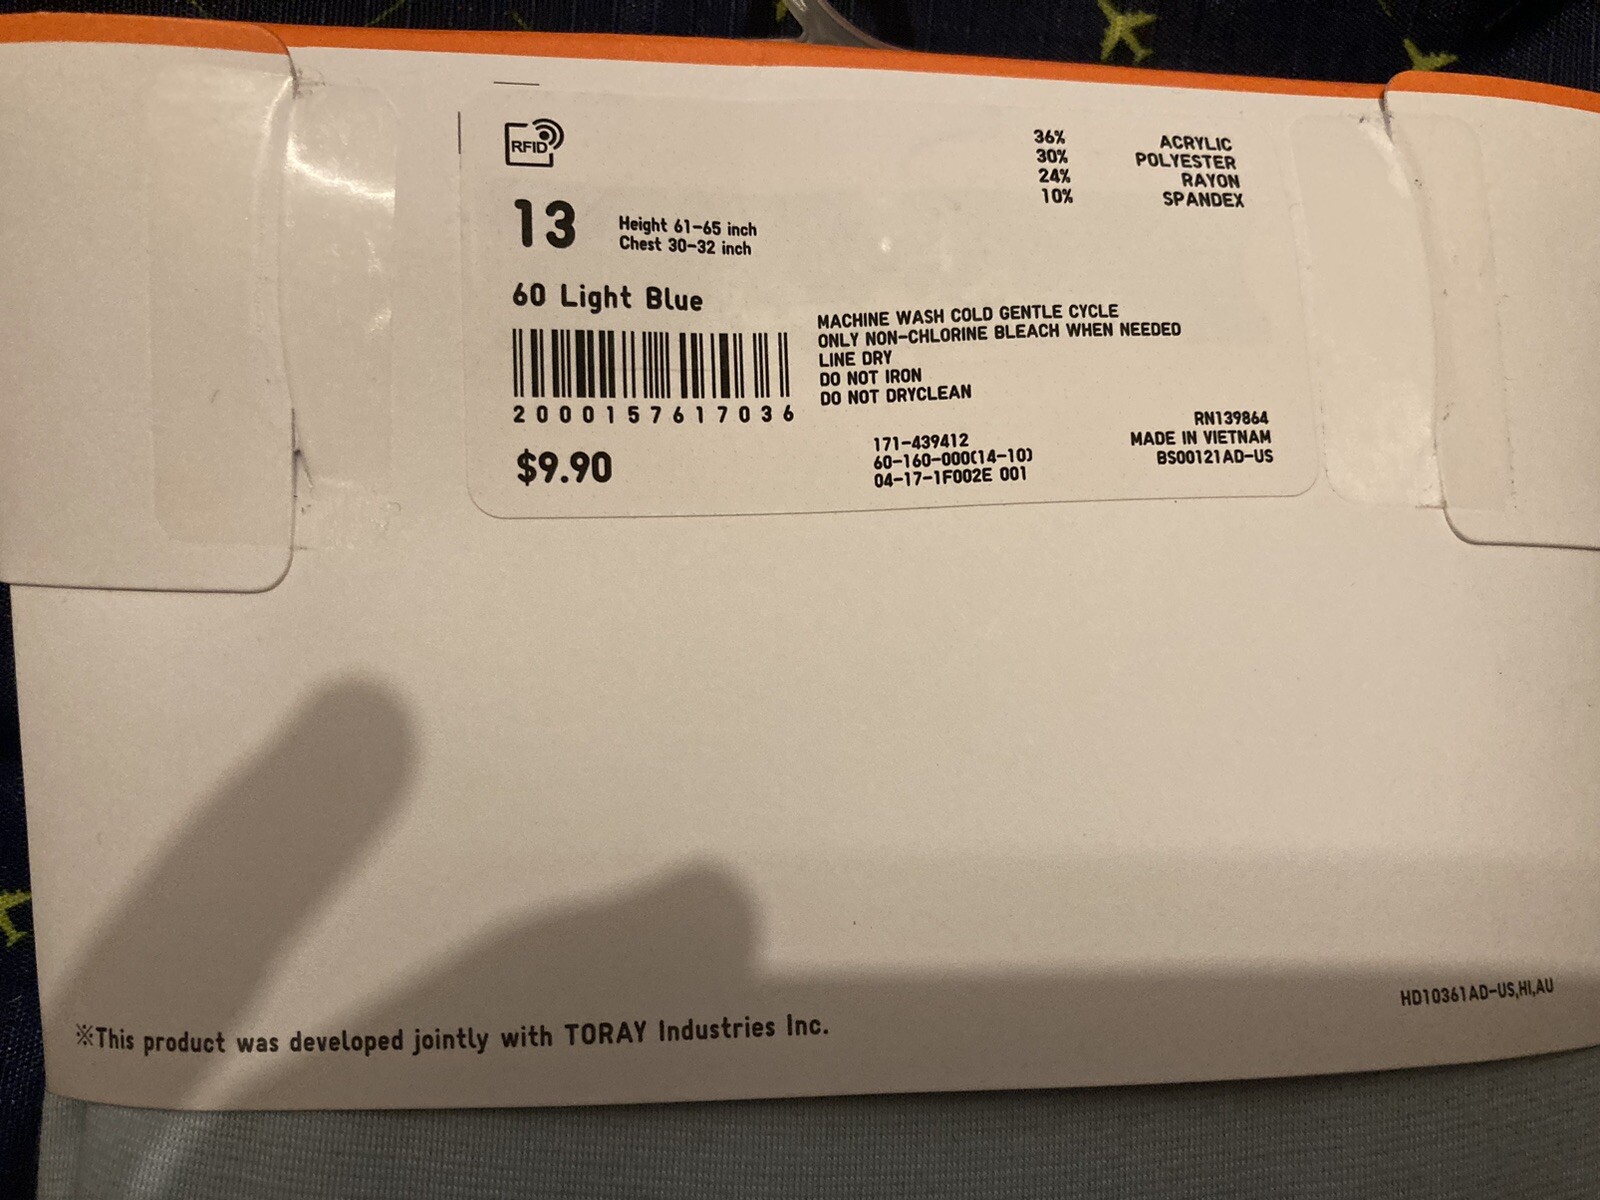 RFID
36% ACRYLIC
30% POLYESTER
24% RAYON
10% SPANDEX
13
Height 61-65 inch
Chest 30-32 inch
60 Light Blue
2000157617036
$9.90
MACHINE WASH COLD GENTLE CYCLE
ONLY NON-CHLORINE BLEACH WHEN NEEDED
LINE DRY
DO NOT IRON
DO NOT DRYCLEAN
171-439412
60-160-000(14-10)
04-17-1F002E 001
RN139864
MADE IN VIETNAM
BS00121AD-US
HD10361AD-US,HI,AU
※This product was developed jointly with TORAY Industries Inc.